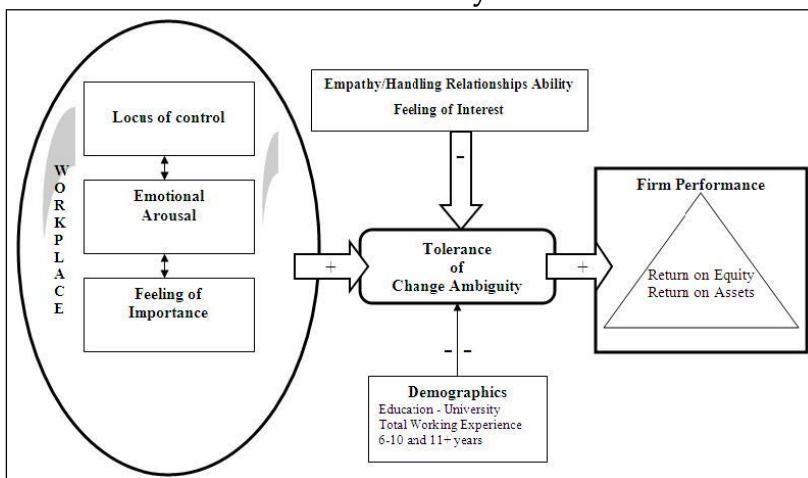 WORKPLACE
Locus of control
Emotional
Arousal
Feeling of
Importance
+
Empathy/Handling Relationships Ability
Feeling of Interest
-
Tolerance
of
Change Ambiguity
+
- -
Demographics
Education - University
Total Working Experience
6-10 and 11+ years
Firm Performance
Return on Equity
Return on Assets